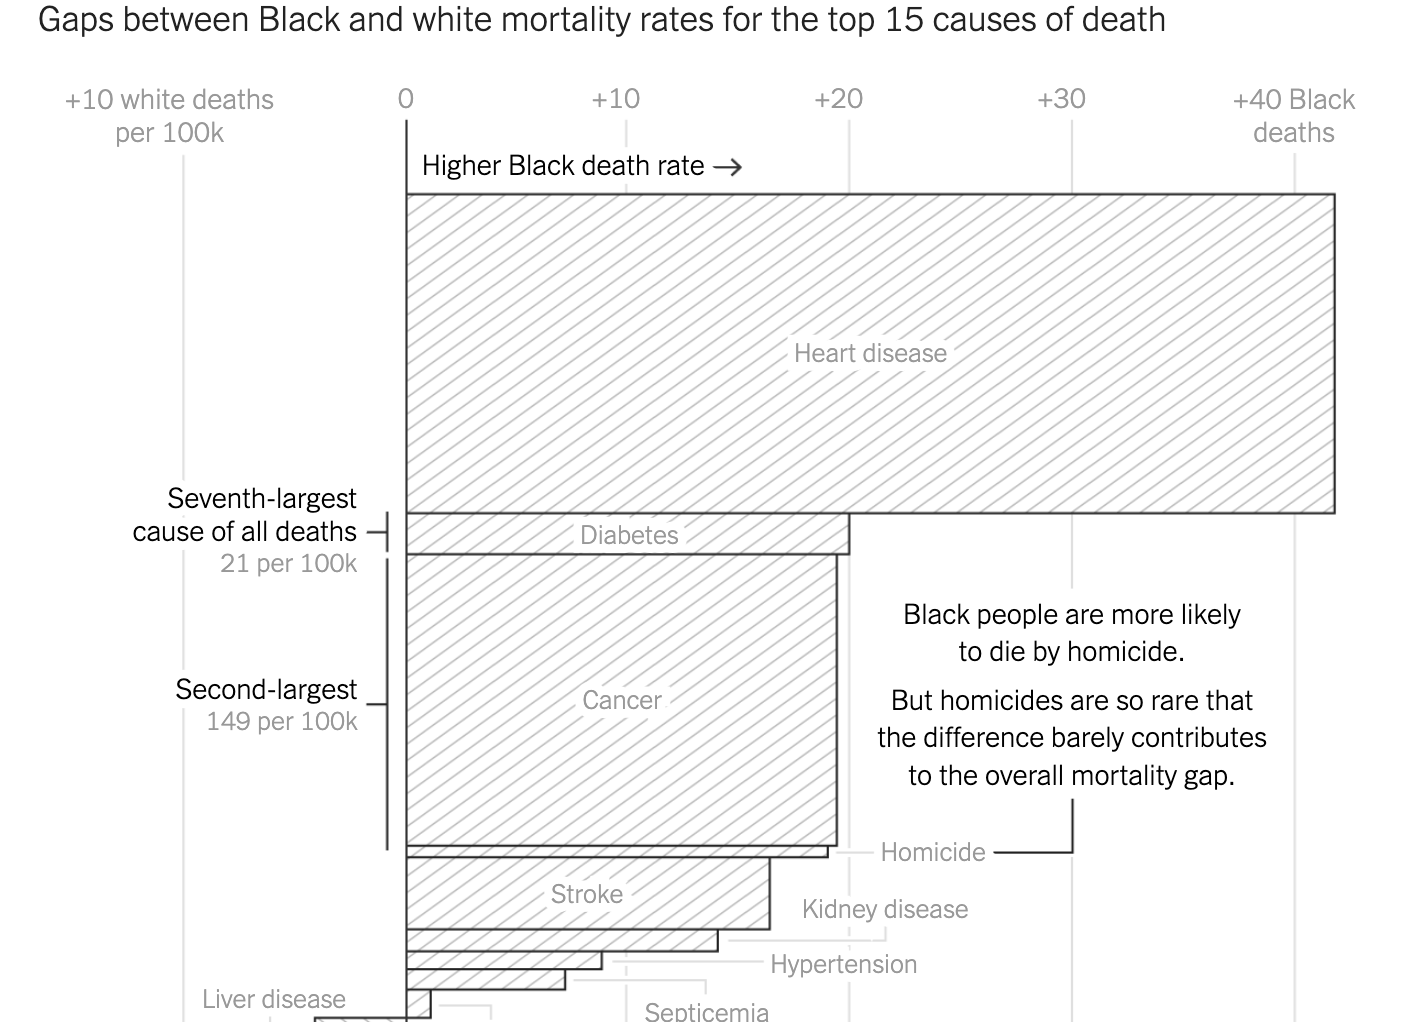 Gaps between Black and white mortality rates for the top 15 causes of death
+10 white deaths
per 100k
0
+10
+20
+30
+40 Black
deaths
Higher Black death rate →
Heart disease
Seventh-largest
cause of all deaths
21 per 100k
Diabetes
Black people are more likely
to die by homicide.
But homicides are so rare that
the difference barely contributes
to the overall mortality gap.
Second-largest
149 per 100k
Cancer
Homicide
Stroke
Kidney disease
Hypertension
Liver disease
Septicemia